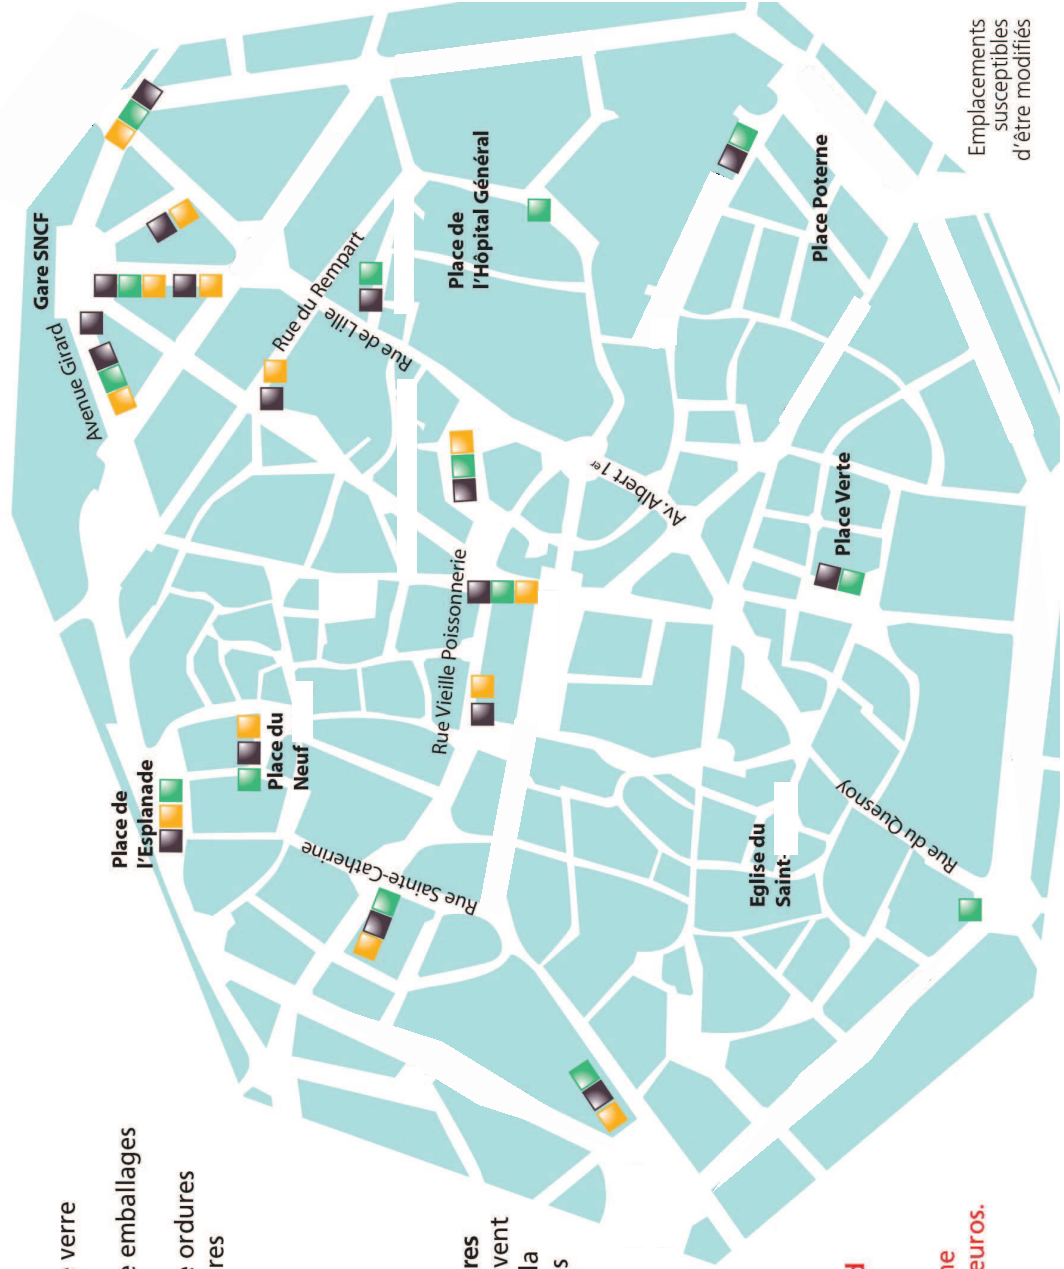 verre
emballages
ordures
res
res
vent
la
s
euros.
Gare SNCF
Avenue Girard
Rue du Rempart
Rue de Lille
Place de
l'Hôpital Général
Place Poterne
Emplacements
susceptibles
d'être modifiés
Av. Albert 1er
Place Verte
Rue Vieille Poissonnerie
Place du
Neuf
Place de
l'Esplanade
Rue Sainte-Catherine
Eglise du
Saint-
Rue du Quesnoy